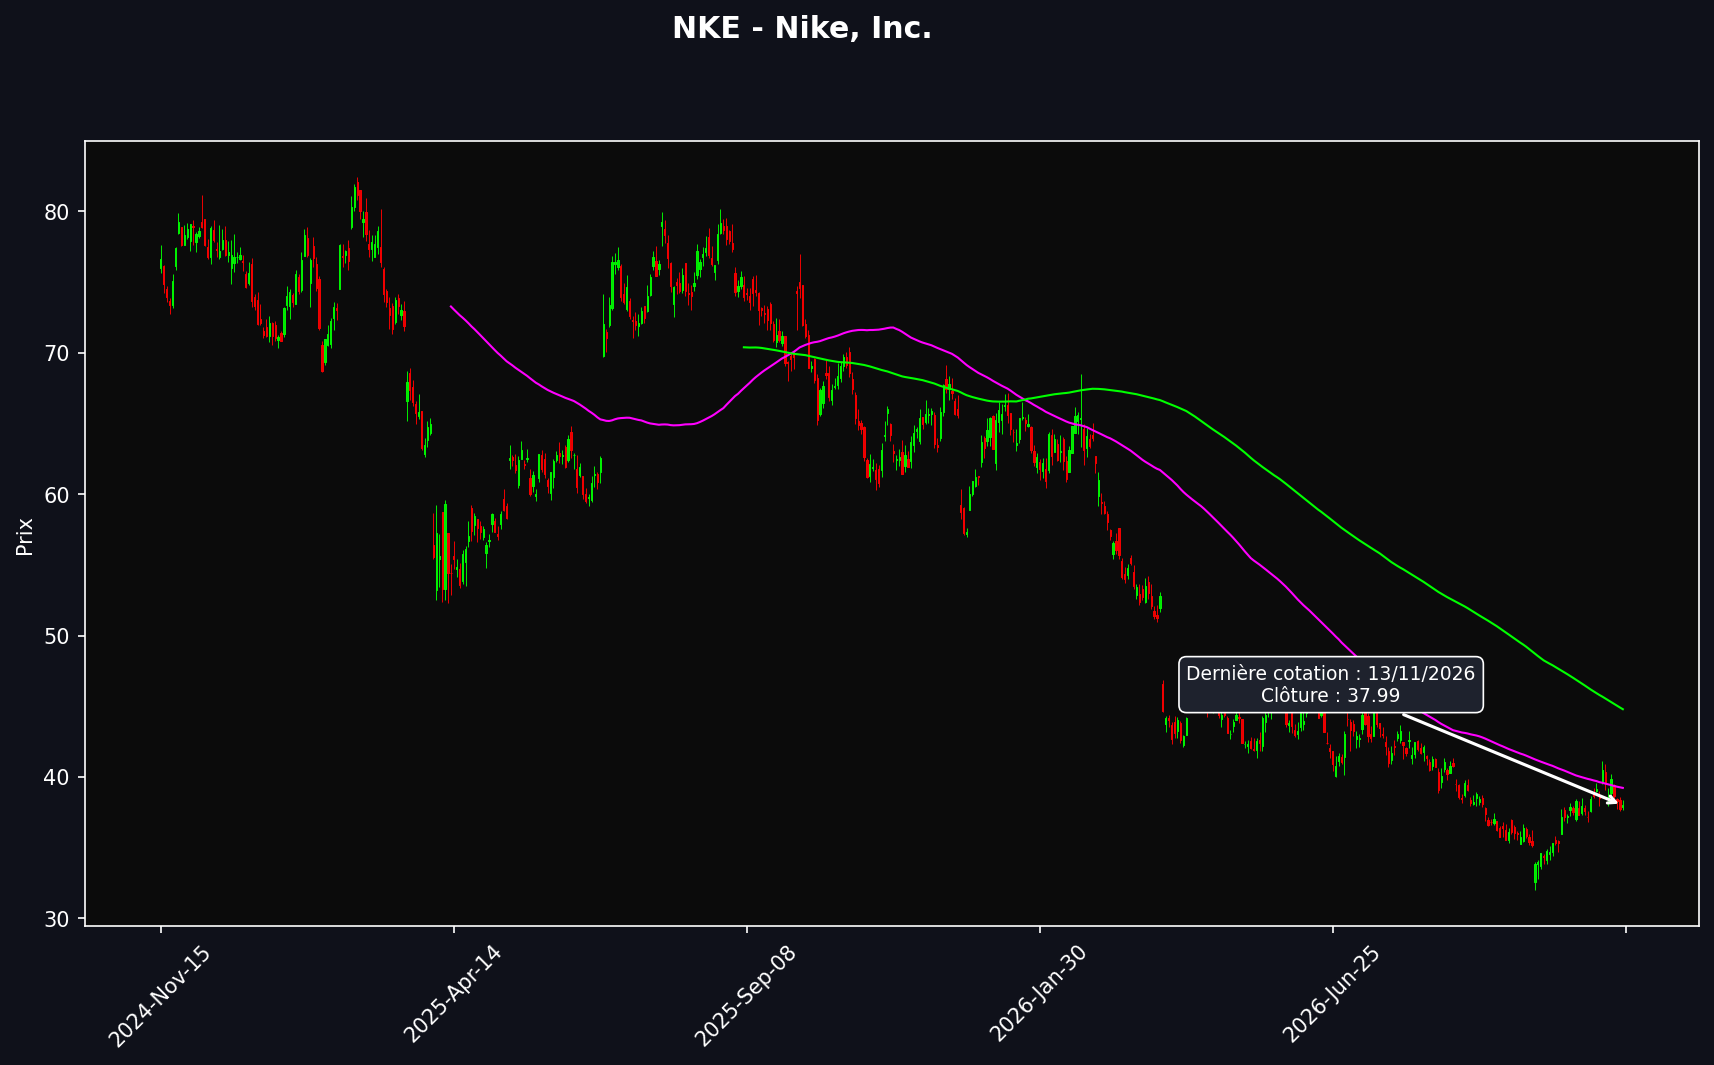 NKE - Nike, Inc.
Prix
80
70
60
50
40
30
Dernière cotation : 13/11/2026
Clôture : 37.99
2024-Nov-15
2025-Apr-14
2025-Sep-08
2026-Jan-30
2026-Jun-25